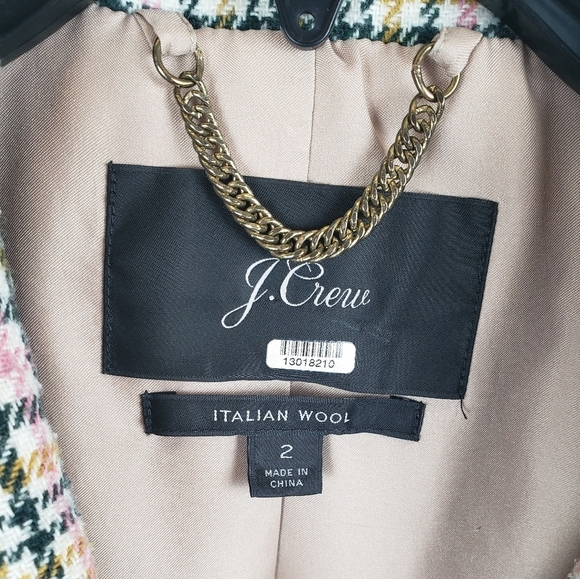 J.Crew
13018210
ITALIAN WOOL
2
MADE IN
CHINA